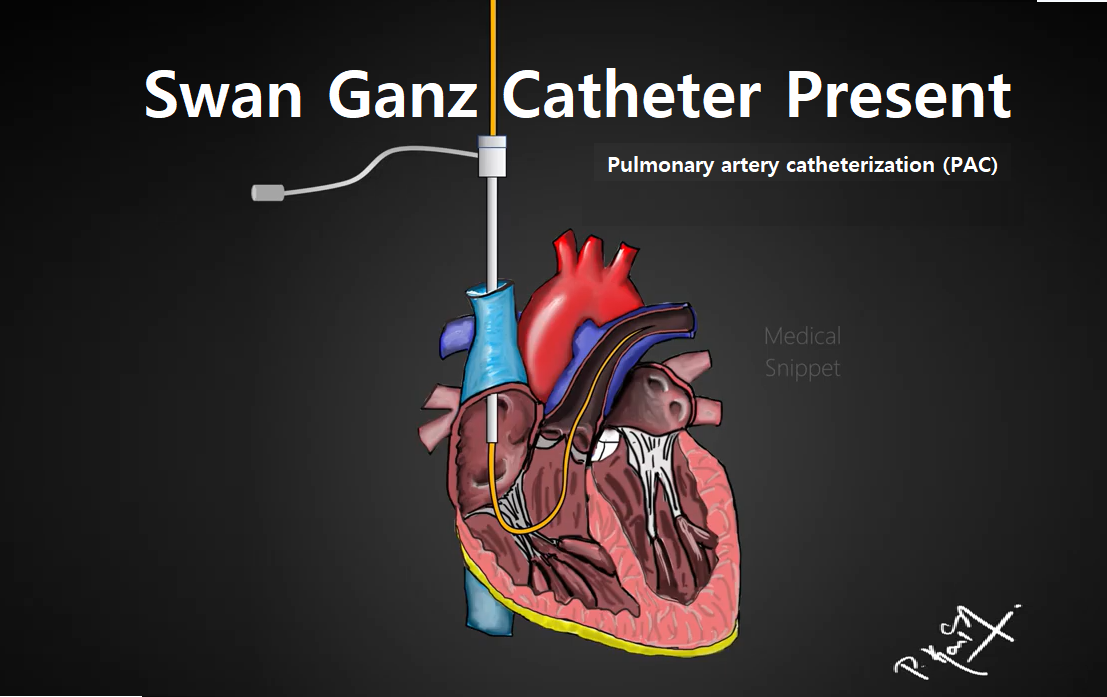 Swan Ganz Catheter Present
Pulmonary artery catheterization (PAC)
Medical
Snippet